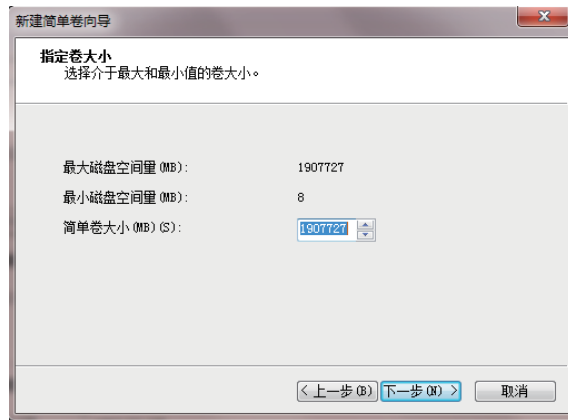 新建简单卷向导
指定卷大小
选择介于最大和最小值的卷大小。
最大磁盘空间量(MB): 1907727
最小磁盘空间量(MB): 8
简单卷大小(MB)(S): 1907727
< 上一步(B) 下一步(N) > 取消